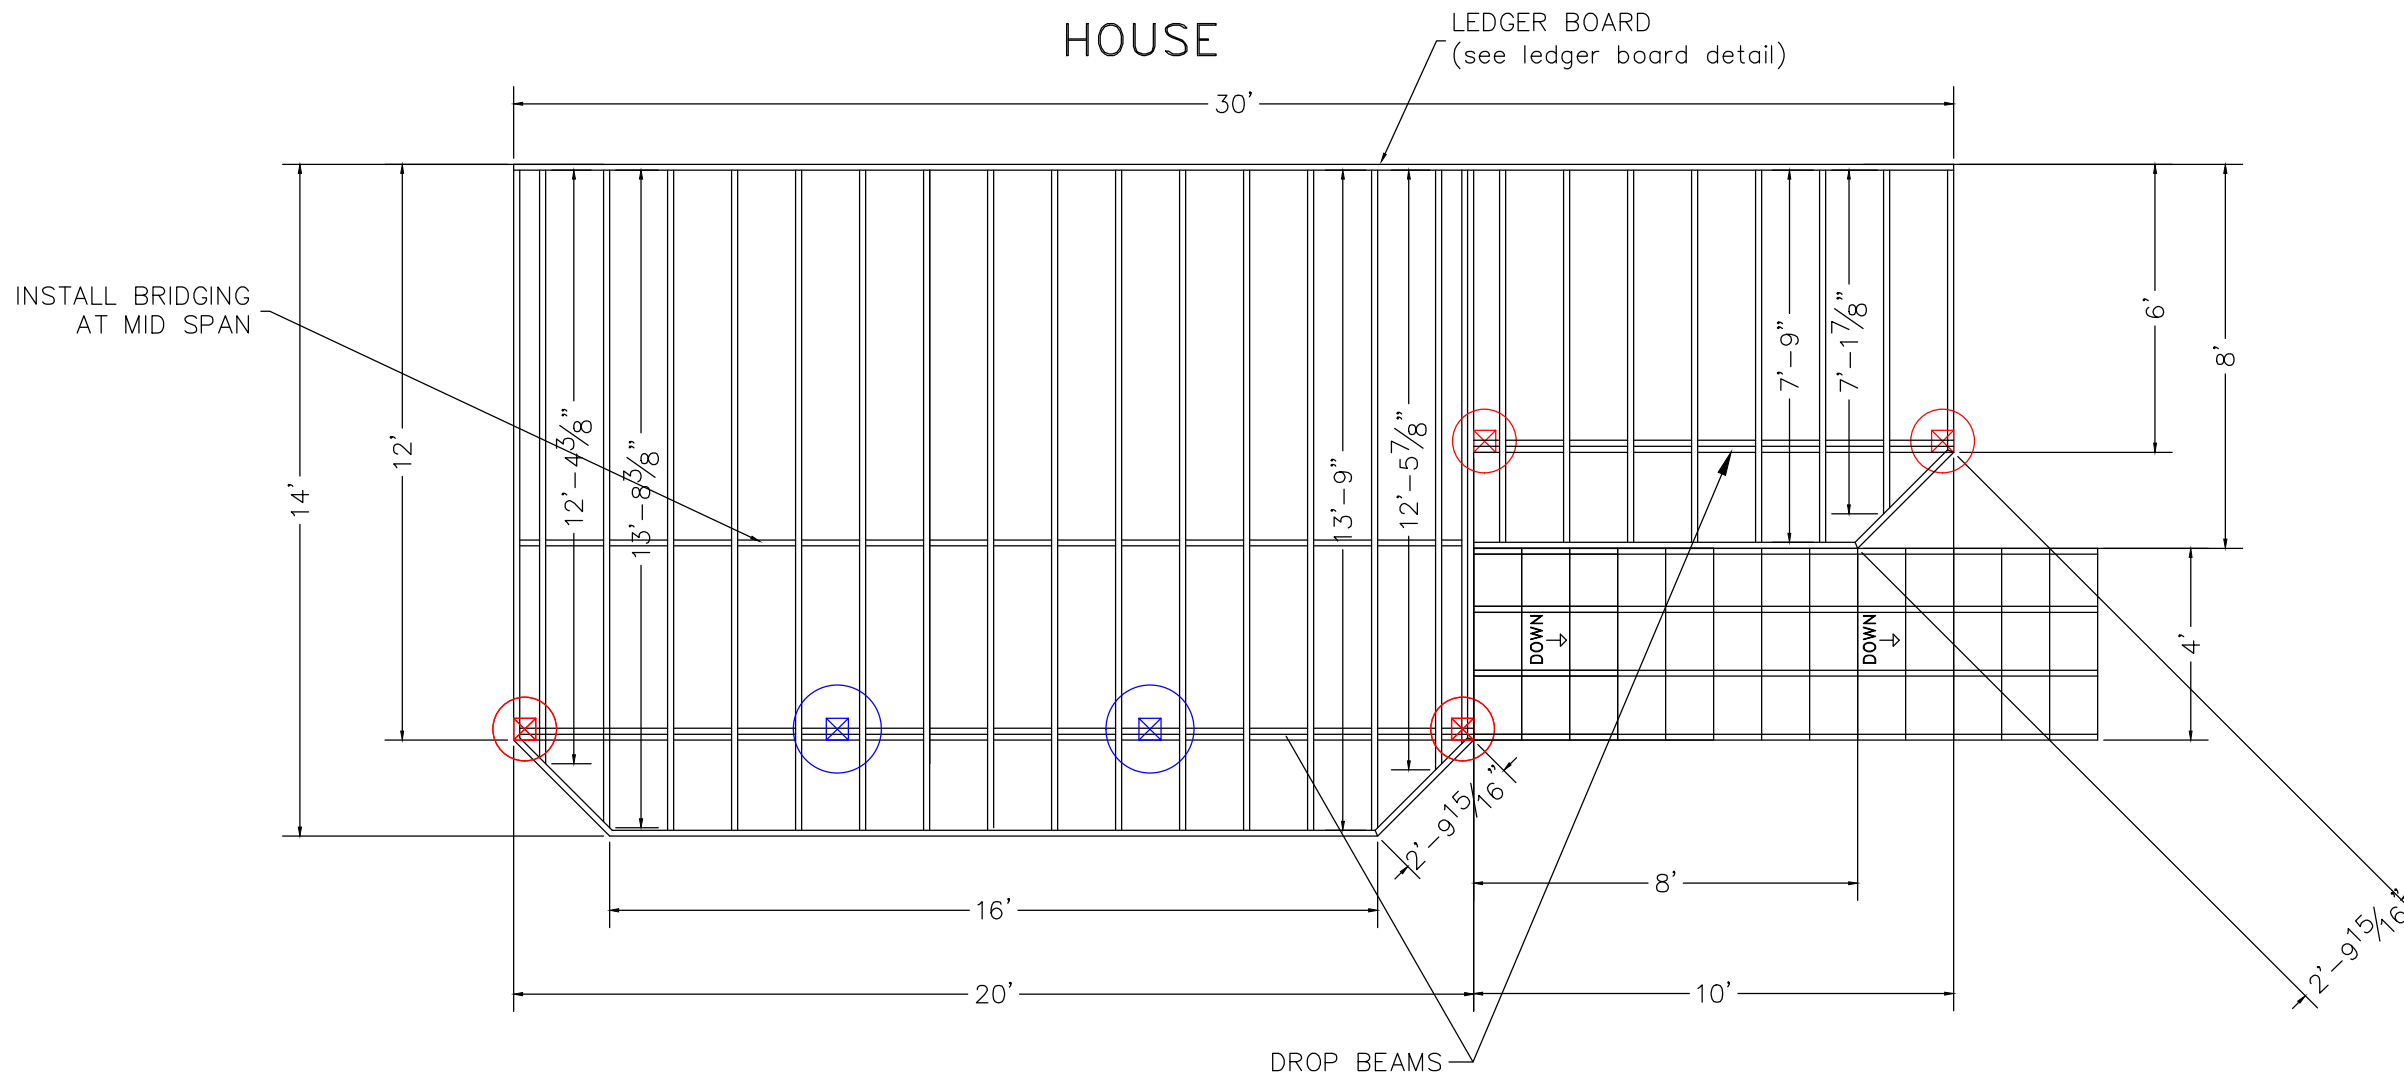 HOUSE
LEDGER BOARD
(see ledger board detail)
30'
INSTALL BRIDGING
AT MID SPAN
14'
12'
12'-4 3/8"
13'-8 3/8"
13'-9"
12'-5 7/8"
7'-9"
7'-1 7/8"
6'
8'
4'
DOWN
DOWN
2'-9 15/16"
2'-9 15/16"
8'
16'
20'
10'
DROP BEAMS